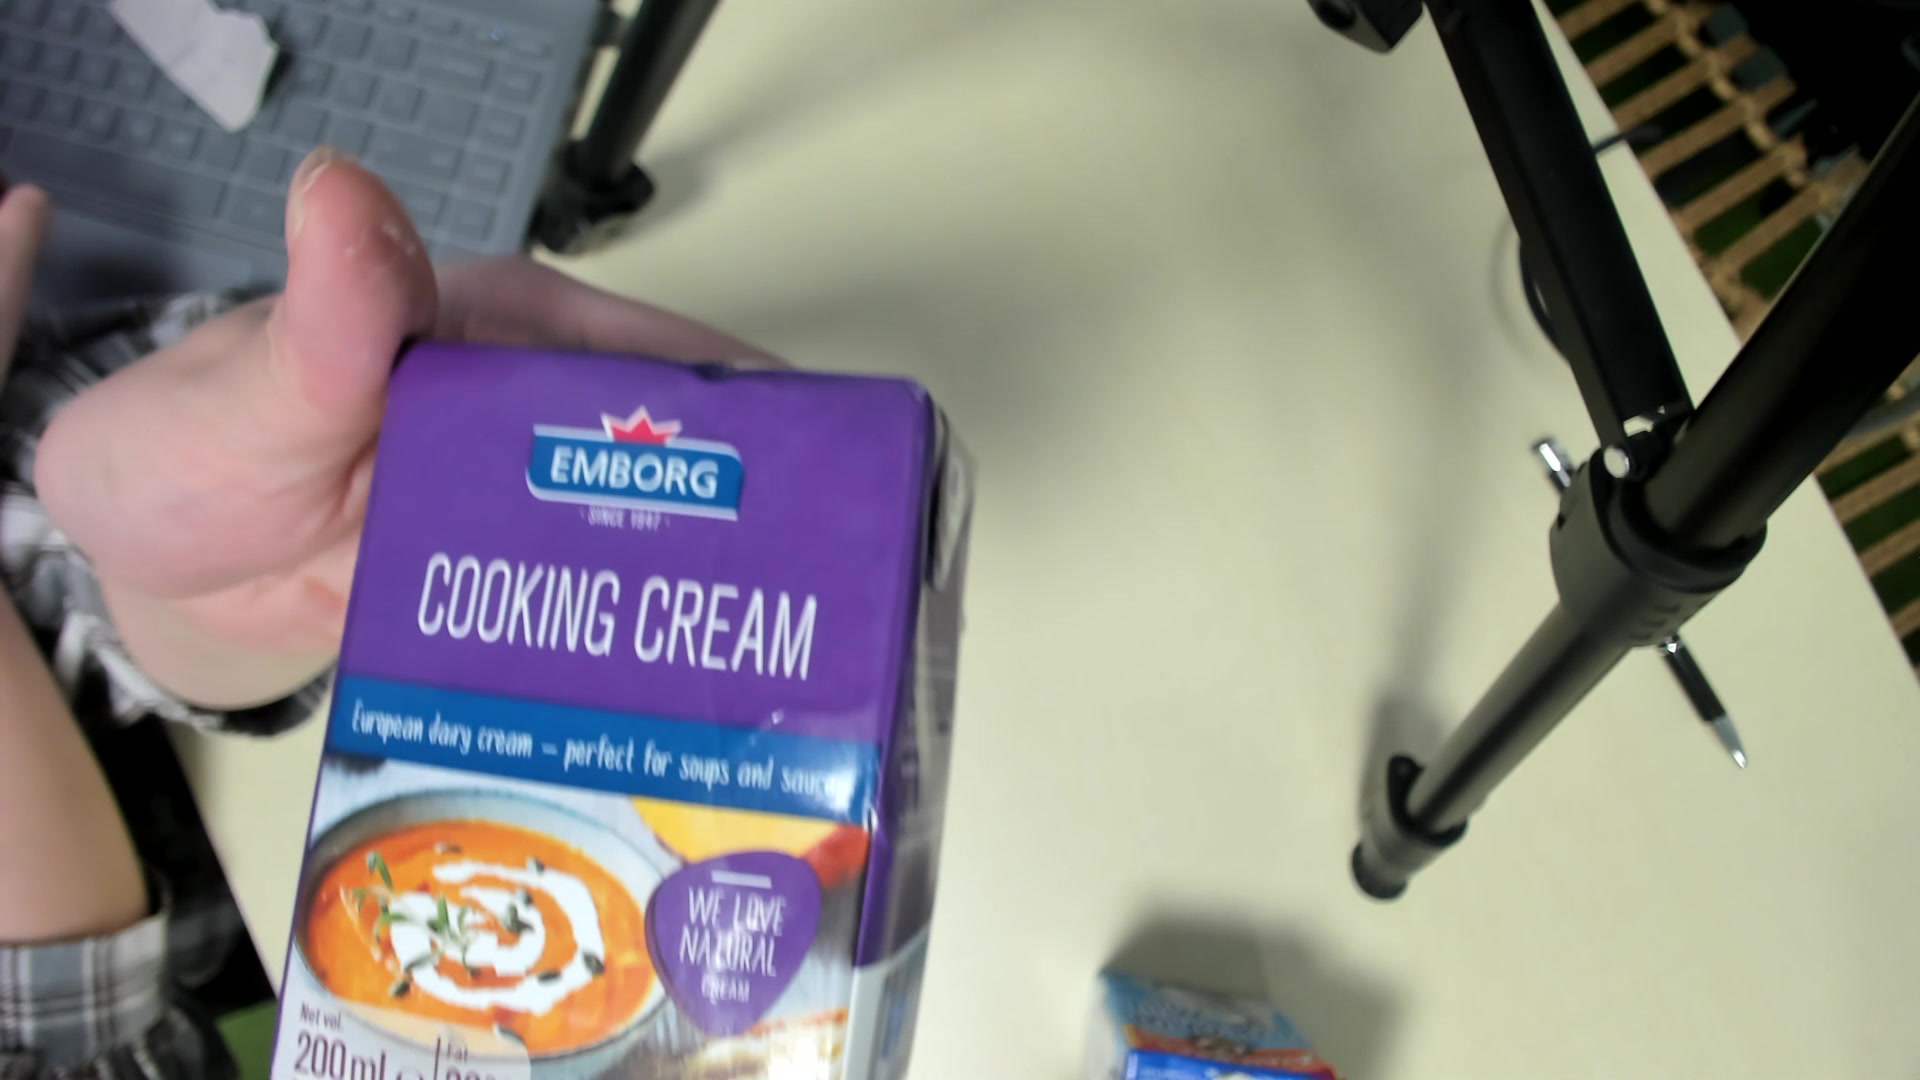 EMBORG
· SINCE 1947 ·
COOKING CREAM
European dairy cream – perfect for soups and
WE LOVE
NATURAL
CREAM
Net vol.
200ml e
Fat